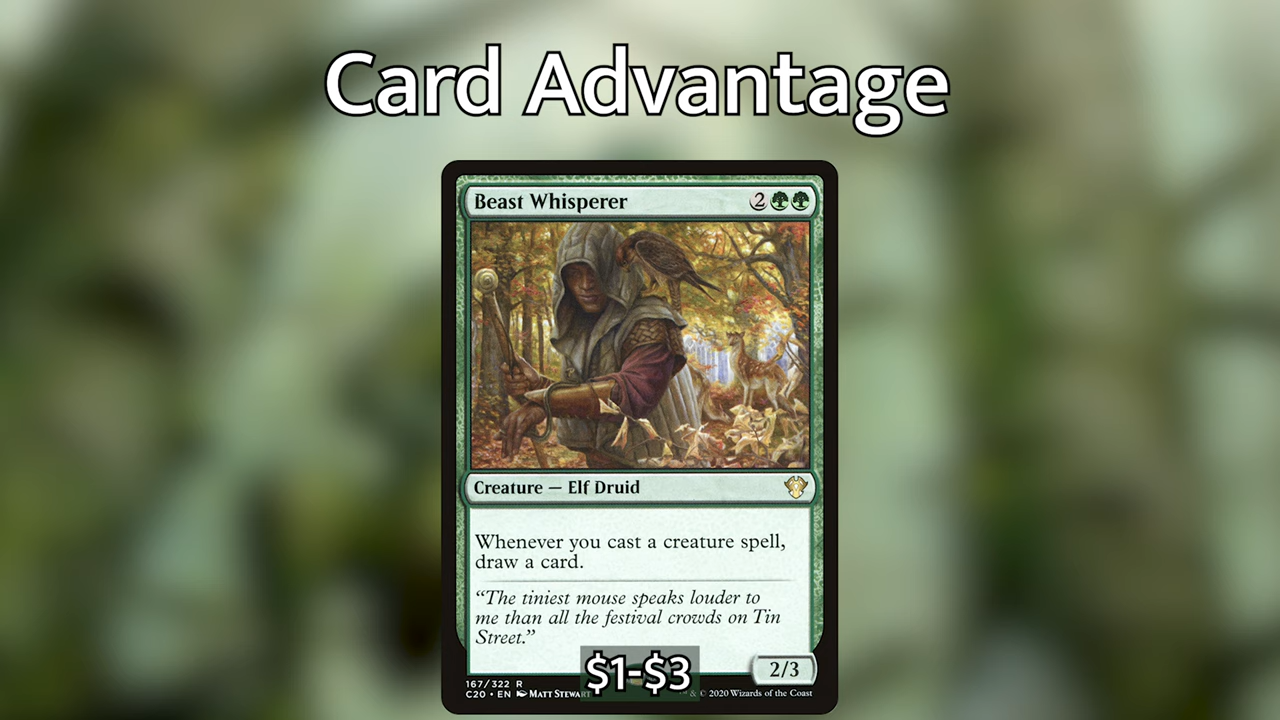 Card Advantage
Beast Whisperer 2
Creature — Elf Druid
Whenever you cast a creature spell,
draw a card.
“The tiniest mouse speaks louder to
me than all the festival crowds on Tin
Street.”
$1-$3
2/3
167/322 R
C20 • EN MATT STEWART & © 2020 Wizards of the Coast